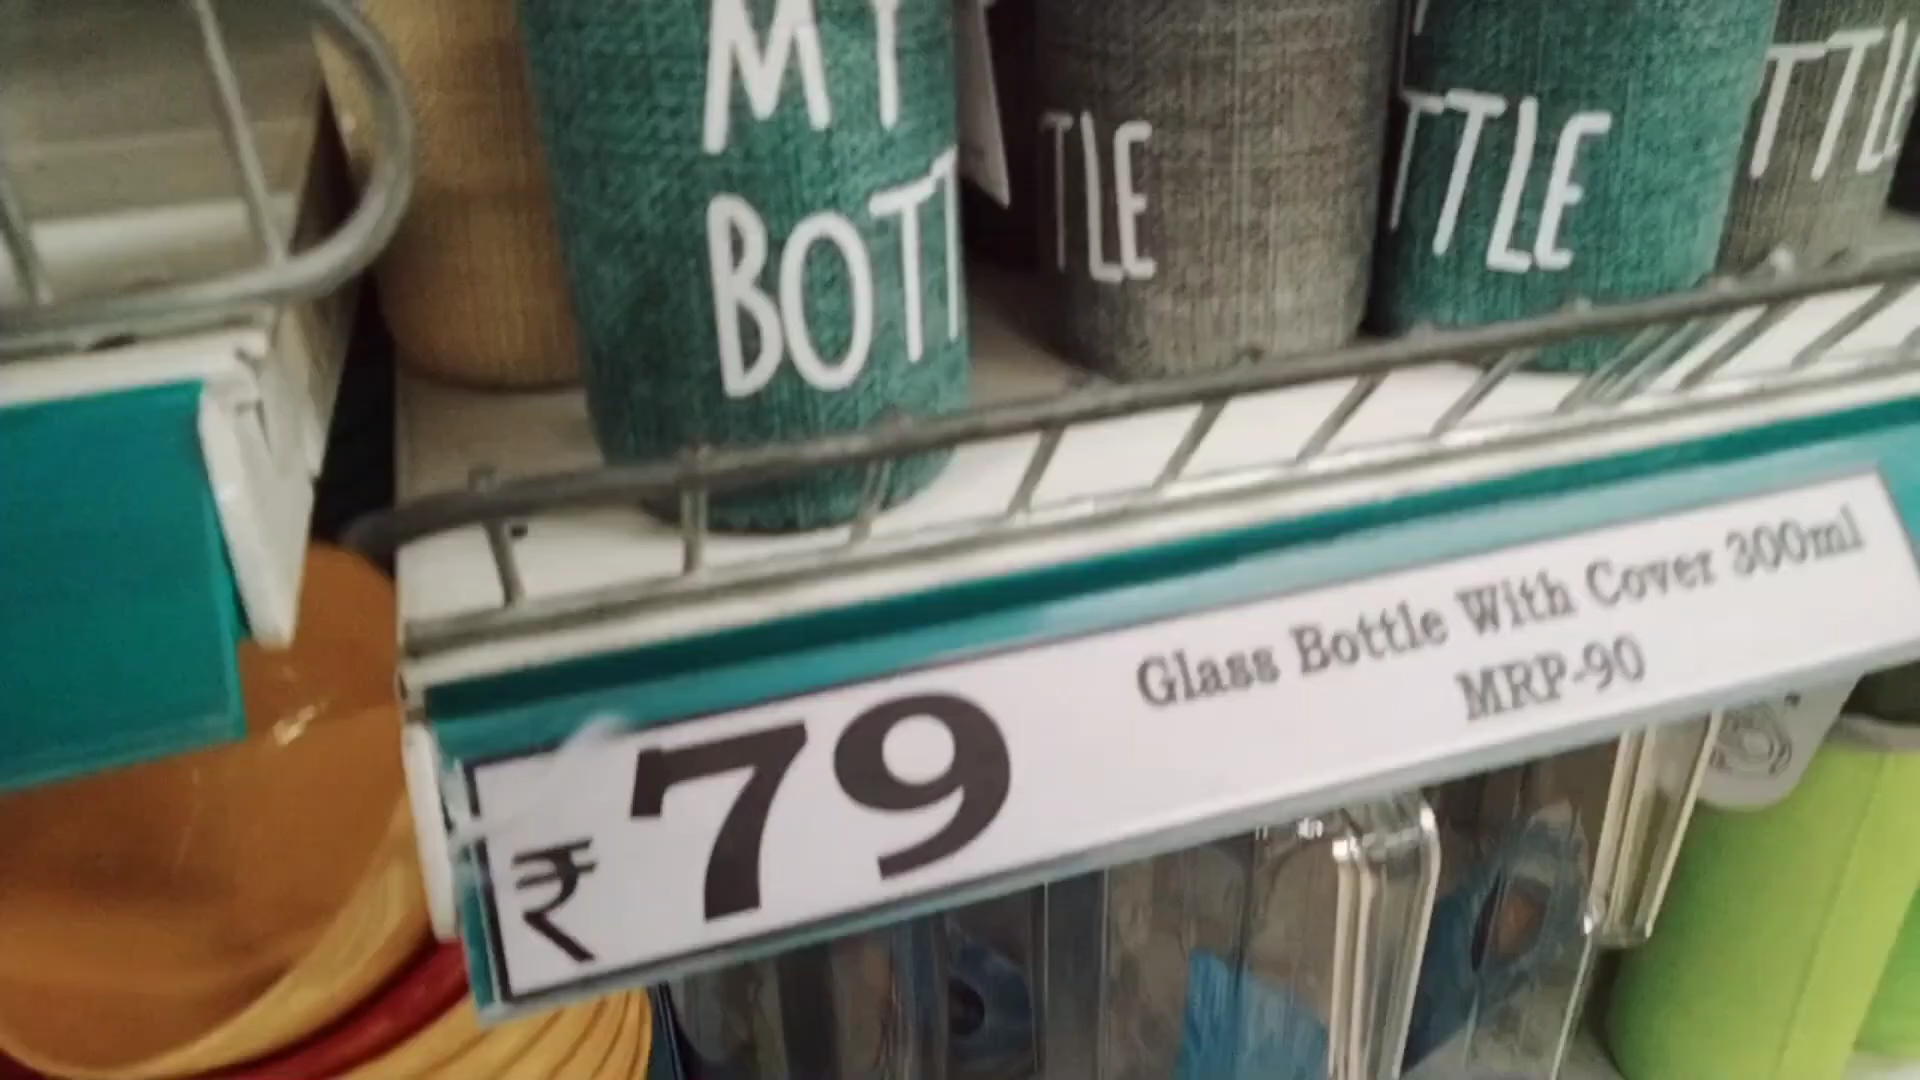 MY
BOTT
TLE
TTLE
TTLE
Glass Bottle With Cover 300ml
MRP-90
₹79